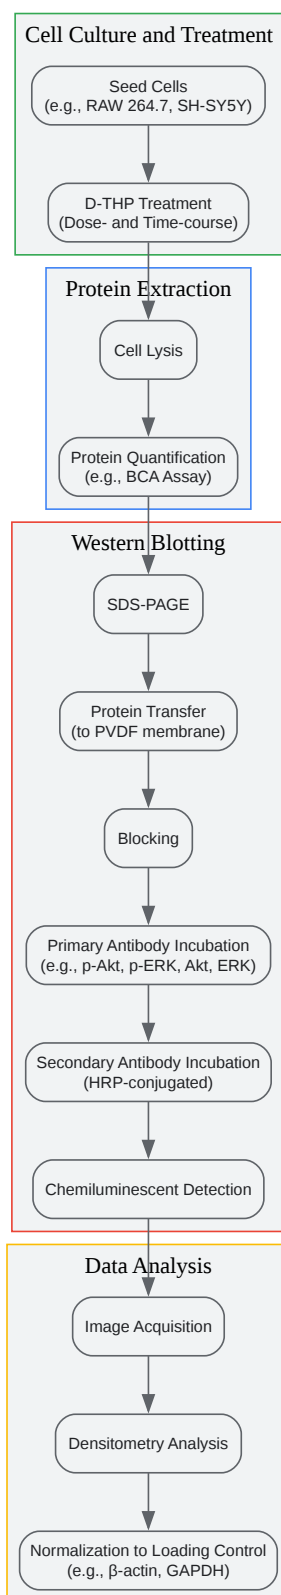 Cell Culture and Treatment
Seed Cells
(e.g., RAW 264.7, SH-SY5Y)
D-THP Treatment
(Dose- and Time-course)
Protein Extraction
Cell Lysis
Protein Quantification
(e.g., BCA Assay)
Western Blotting
SDS-PAGE
Protein Transfer
(to PVDF membrane)
Blocking
Primary Antibody Incubation
(e.g., p-Akt, p-ERK, Akt, ERK)
Secondary Antibody Incubation
(HRP-conjugated)
Chemiluminescent Detection
Data Analysis
Image Acquisition
Densitometry Analysis
Normalization to Loading Control
(e.g., β-actin, GAPDH)